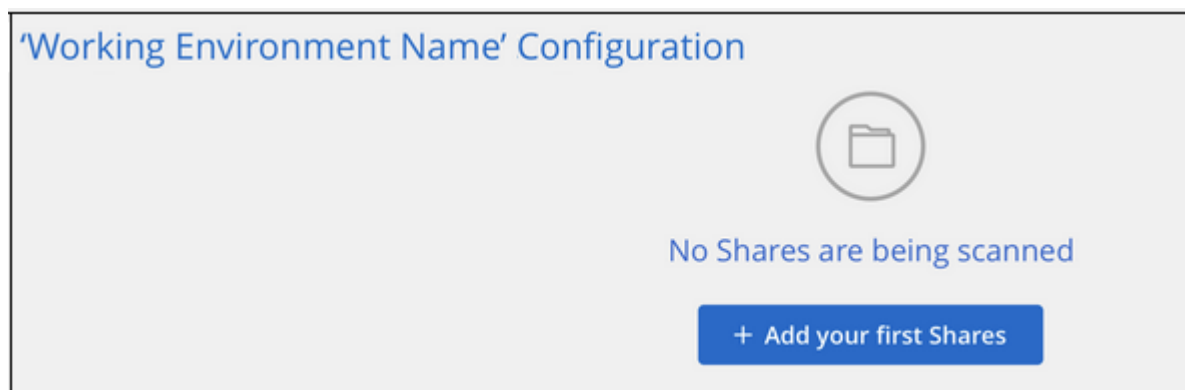 ‘Working Environment Name’ Configuration
No Shares are being scanned
+ Add your first Shares